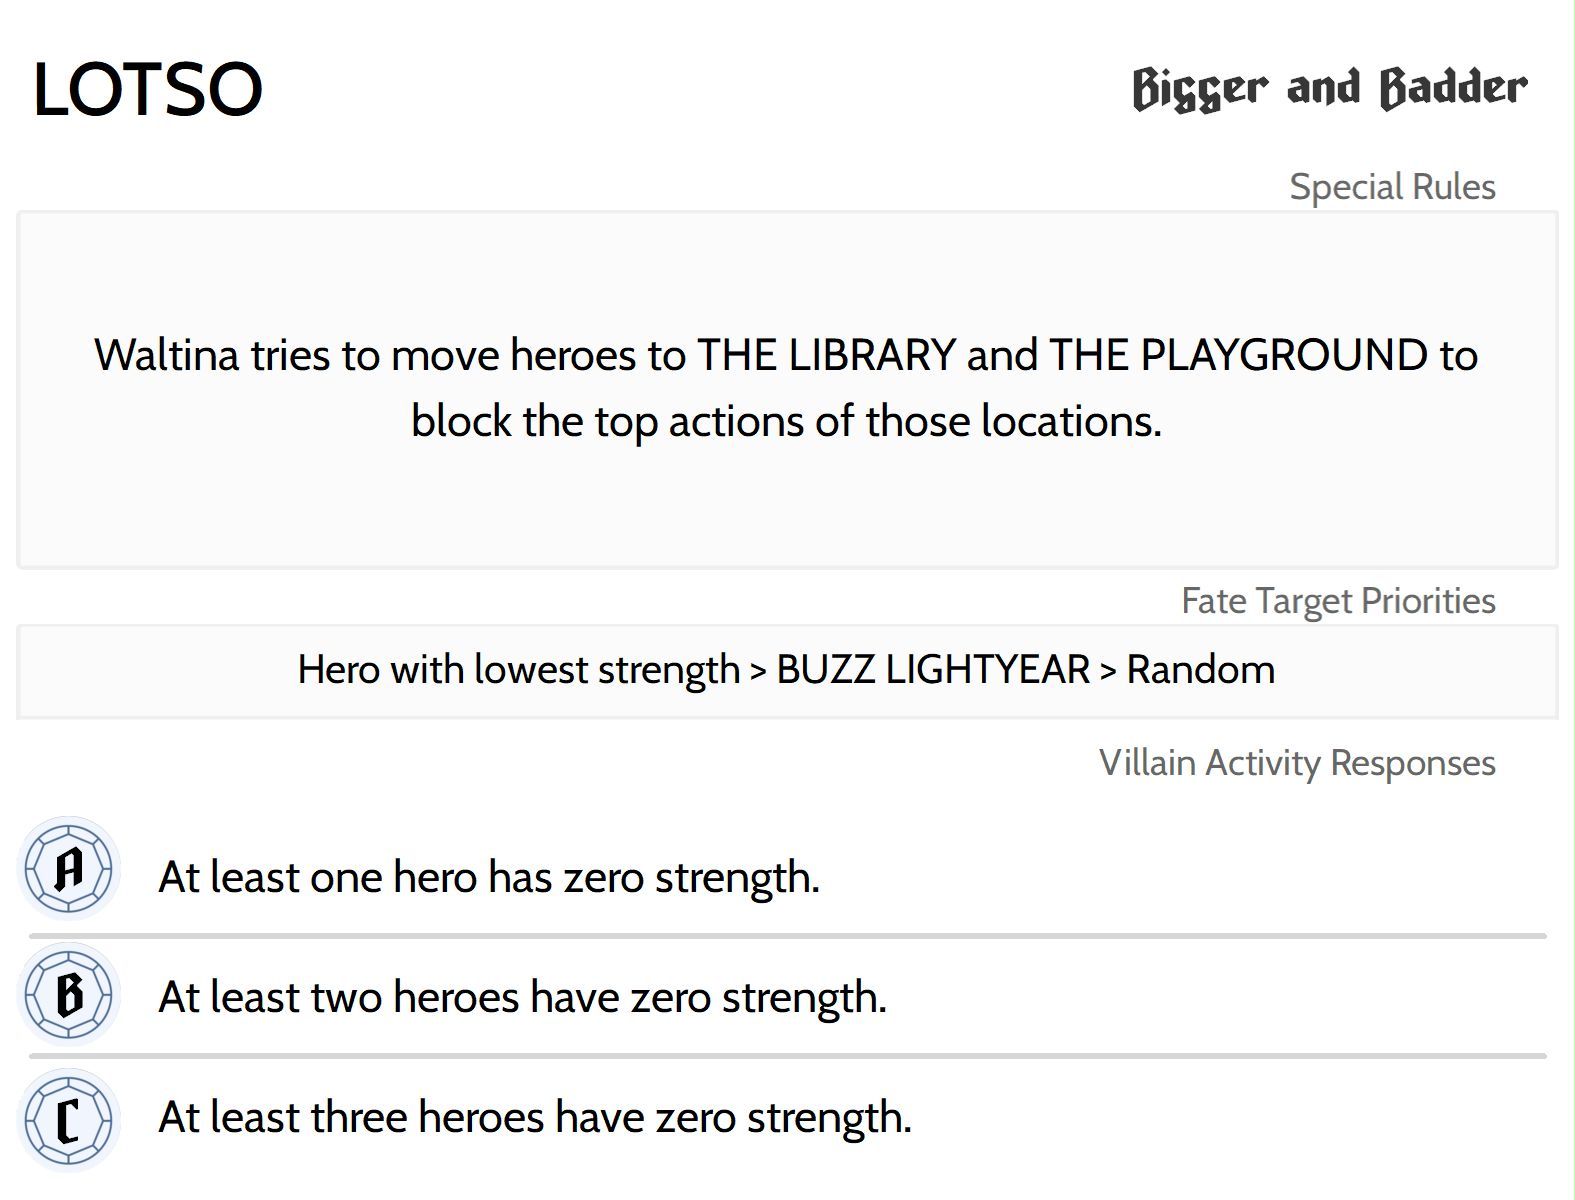 LOTSO
Bigger and Badder
Special Rules
Waltina tries to move heroes to THE LIBRARY and THE PLAYGROUND to
block the top actions of those locations.
Fate Target Priorities
Hero with lowest strength > BUZZ LIGHTYEAR > Random
Villain Activity Responses
A At least one hero has zero strength.
B At least two heroes have zero strength.
C At least three heroes have zero strength.